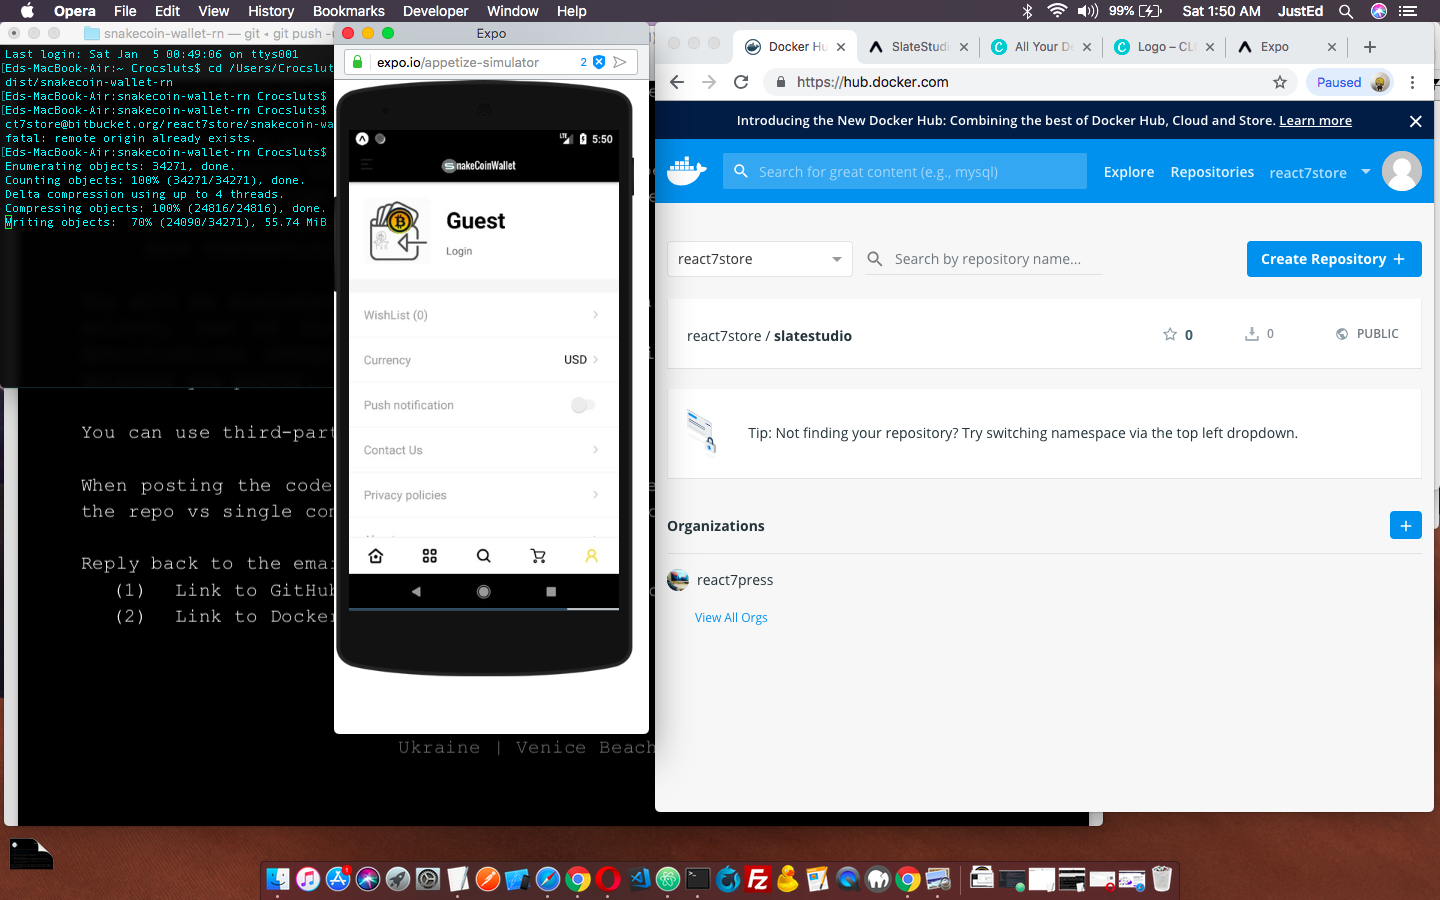 Opera File Edit View History Bookmarks Developer Window Help
99% Sat 1:50 AM JustEd
snakecoin-wallet-rn — git ◂ git push
Last login: Sat Jan  5 00:49:06 on ttys001
[Eds-MacBook-Air:~ Crocsluts$ cd /Users/Crocslut
dist/snakecoin-wallet-rn
[Eds-MacBook-Air:snakecoin-wallet-rn Crocsluts$
[Eds-MacBook-Air:snakecoin-wallet-rn Crocsluts$
ct7store@bitbucket.org/react7store/snakecoin-wa
fatal: remote origin already exists.
[Eds-MacBook-Air:snakecoin-wallet-rn Crocsluts$
Enumerating objects: 34271, done.
Counting objects: 100% (34271/34271), done.
Delta compression using up to 4 threads.
Compressing objects: 100% (24816/24816), done.
Writing objects:  70% (24090/34271), 55.74 MiB
You can use third-part
When posting the code
the repo vs single con
Reply back to the emai
(1) Link to GitHub
(2) Link to Docker
Ukraine | Venice Beach
Expo
expo.io/appetize-simulator 2
LTE 5:50
SnakeCoinWallet
Guest
Login
WishList (0)
Currency USD
Push notification
Contact Us
Privacy policies
Docker Hu
SlateStudi
All Your De
Logo – CLO
Expo
https://hub.docker.com
Paused
Introducing the New Docker Hub: Combining the best of Docker Hub, Cloud and Store. Learn more
Search for great content (e.g., mysql)
Explore Repositories react7store
react7store
Search by repository name...
Create Repository +
react7store / slatestudio
0 0 PUBLIC
Tip: Not finding your repository? Try switching namespace via the top left dropdown.
Organizations
+
react7press
View All Orgs